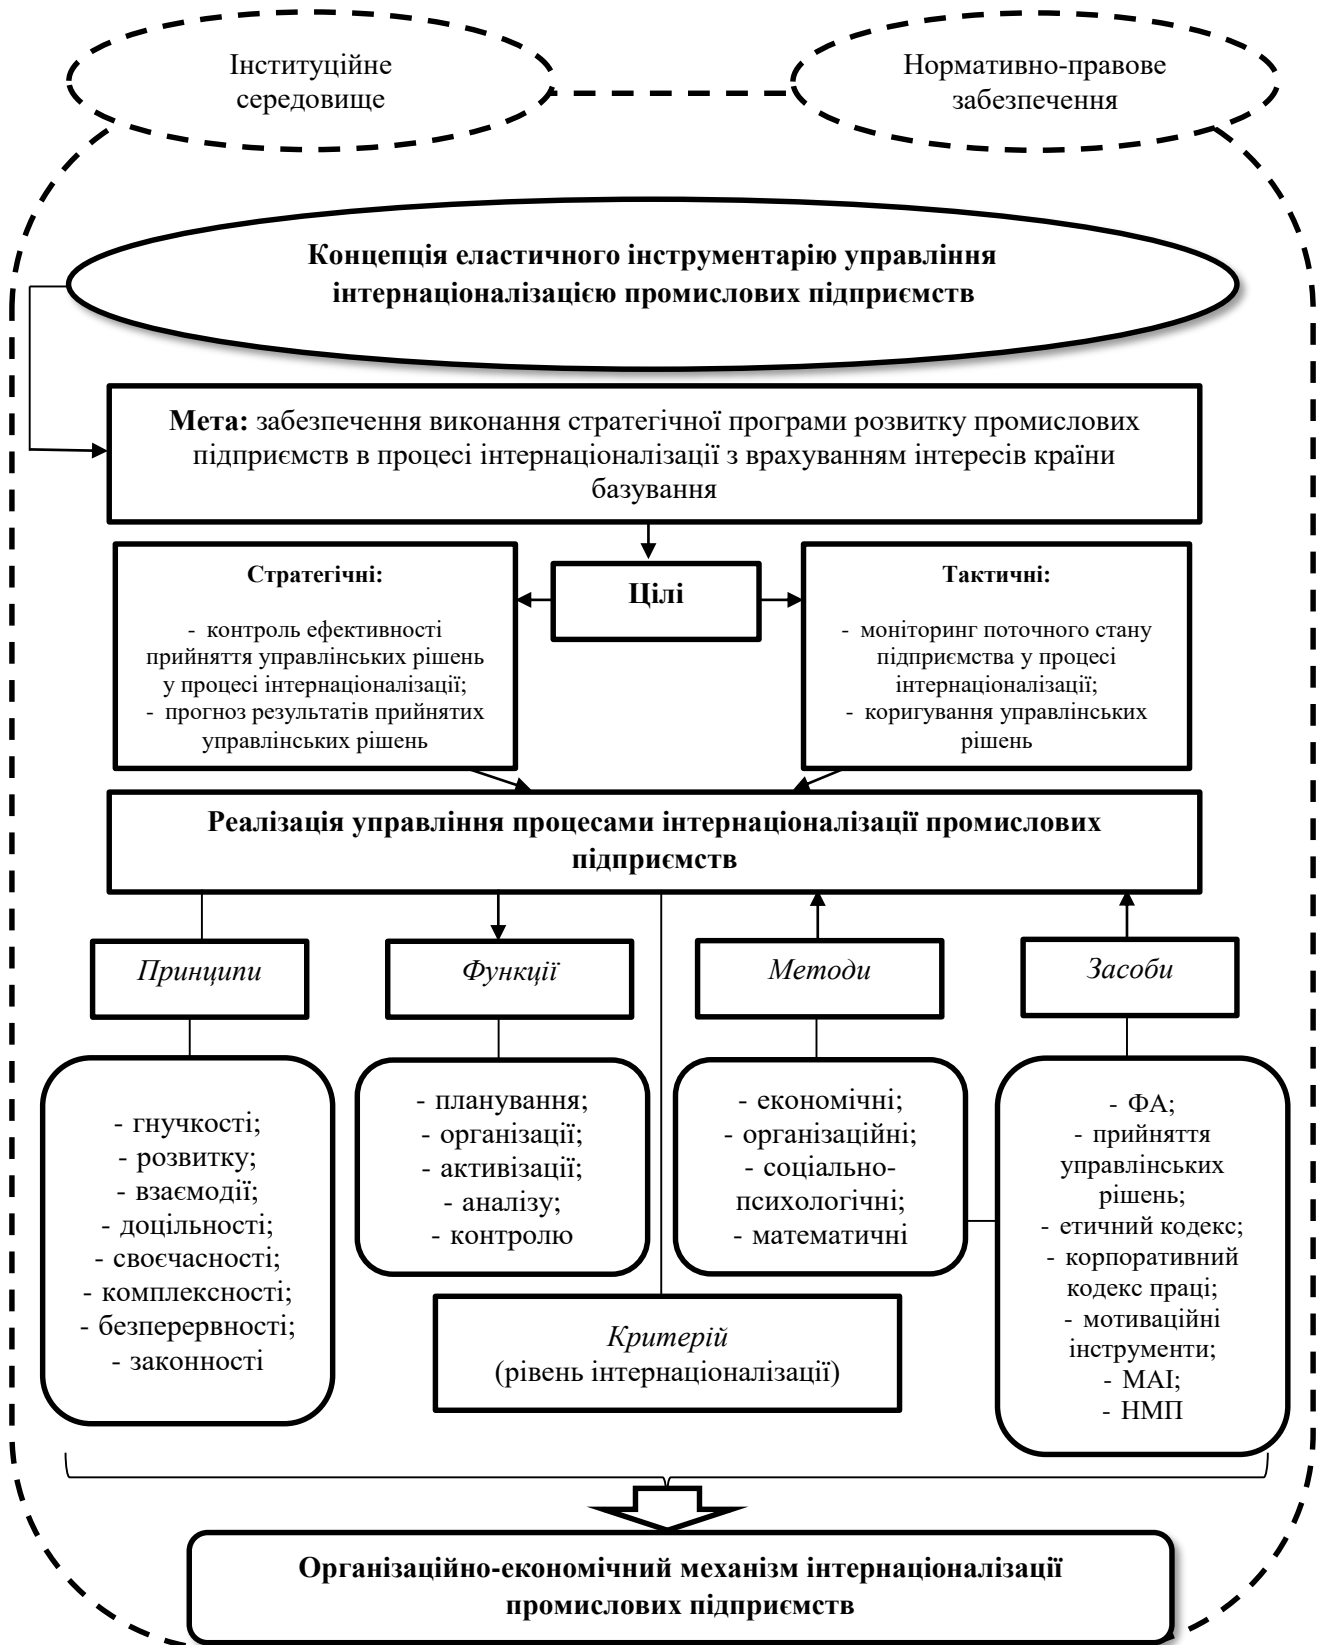 Інституційне
середовище
Нормативно-правове
забезпечення
Концепція еластичного інструментарію управління
інтернаціоналізацією промислових підприємств
Мета: забезпечення виконання стратегічної програми розвитку промислових
підприємств в процесі інтернаціоналізації з врахуванням інтересів країни
базування
Стратегічні:
- контроль ефективності
прийняття управлінських рішень
у процесі інтернаціоналізації;
- прогноз результатів прийнятих
управлінських рішень
Цілі
Тактичні:
- моніторинг поточного стану
підприємства у процесі
інтернаціоналізації;
- коригування управлінських
рішень
Реалізація управління процесами інтернаціоналізації промислових
підприємств
Принципи
Функції
Методи
Засоби
- гнучкості;
- розвитку;
- взаємодії;
- доцільності;
- своєчасності;
- комплексності;
- безперервності;
- законності
- планування;
- організації;
- активізації;
- аналізу;
- контролю
- економічні;
- організаційні;
- соціально-
психологічні;
- математичні
- ФА;
- прийняття
управлінських
рішень;
- етичний кодекс;
- корпоративний
кодекс праці;
- мотиваційні
інструменти;
- МАІ;
- НМП
Критерій
(рівень інтернаціоналізації)
Організаційно-економічний механізм інтернаціоналізації
промислових підприємств